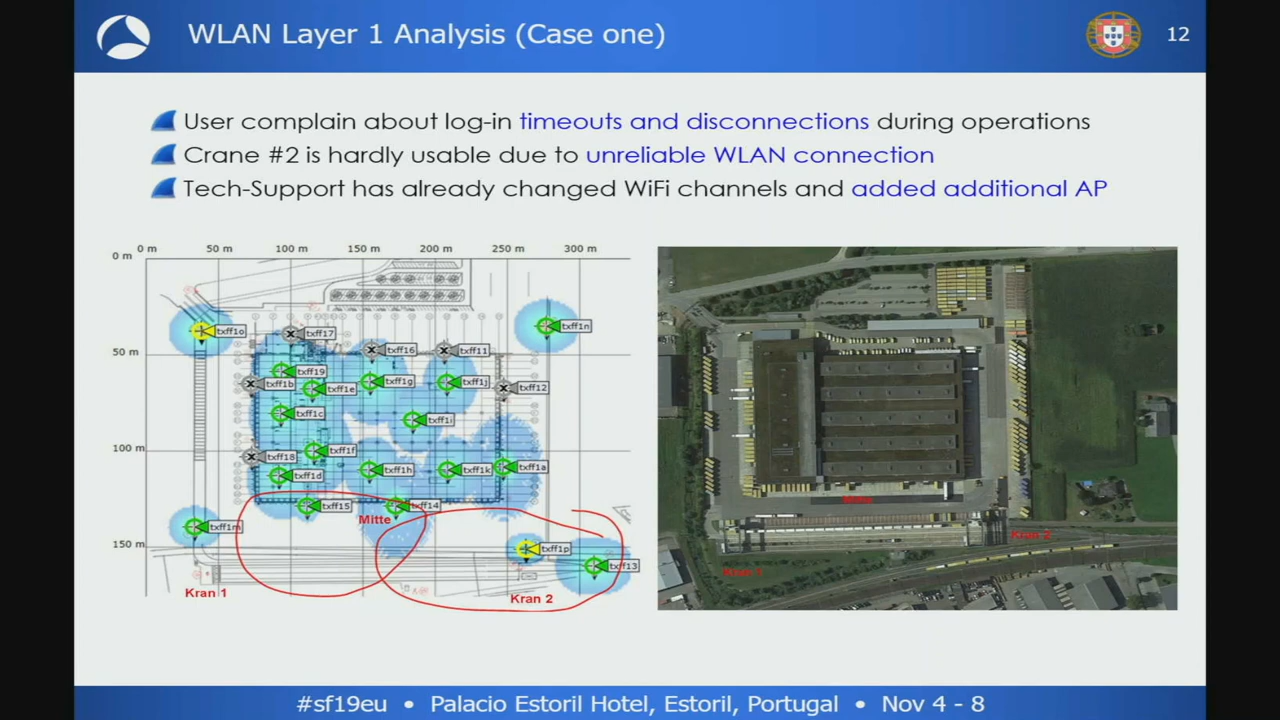 WLAN Layer 1 Analysis (Case one)
12
User complain about log-in timeouts and disconnections during operations
Crane #2 is hardly usable due to unreliable WLAN connection
Tech-Support has already changed WiFi channels and added additional AP
0 m 50 m 100 m 150 m 200 m 250 m 300 m
0 m
txff1o
txff17
txff1n
50 m
txff16
txff11
txff19
txff1b
txff1e
txff1g
txff1j
txff12
txff1c
txff1i
100 m
txff1f
txff18
txff1d
txff1h
txff1k
txff1a
txff15
txff14
Mitte
txff1m
150 m
txff1p
txff13
Kran 1
Kran 2
Mitte
Kran 2
Kran 1
#sf19eu • Palacio Estoril Hotel, Estoril, Portugal • Nov 4 - 8